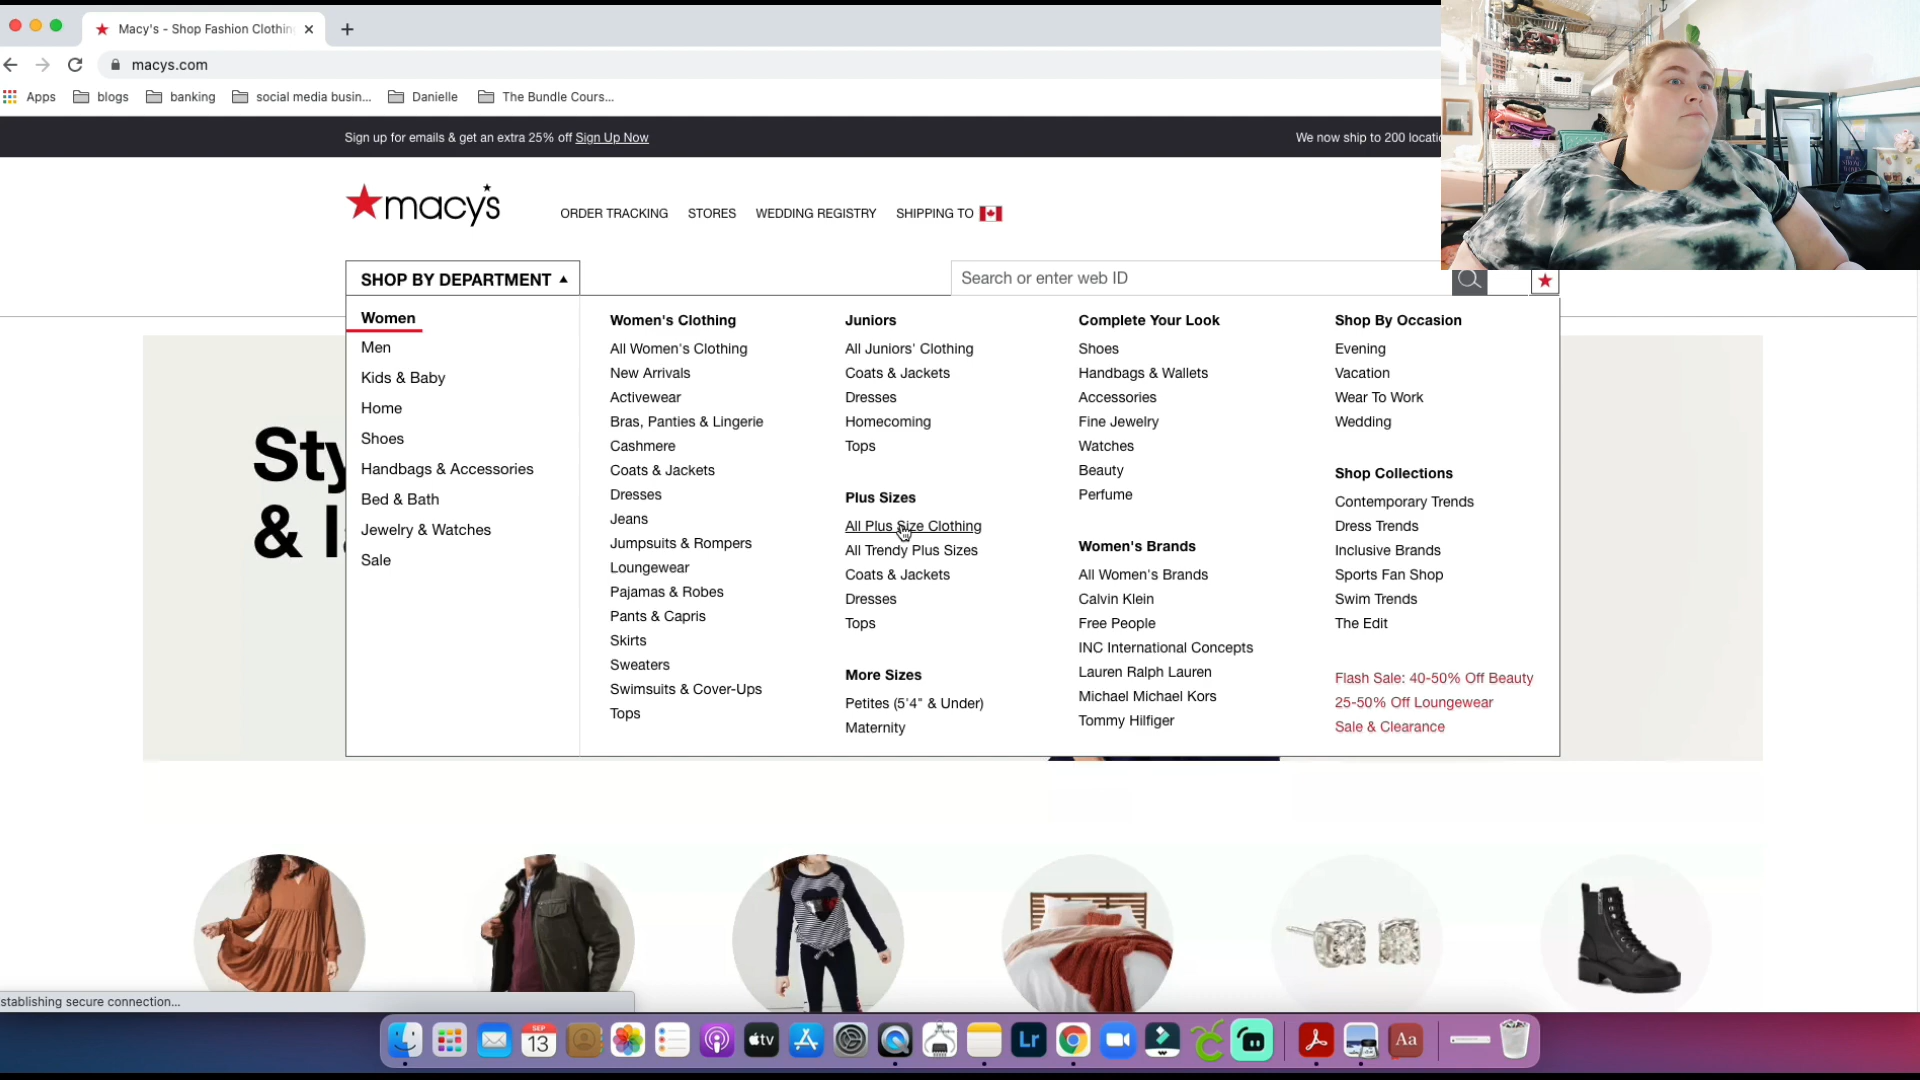 Macy's - Shop Fashion Clothin
macys.com
Apps
blogs
banking
social media busin...
Danielle
The Bundle Cours...
Sign up for emails & get an extra 25% off Sign Up Now
We now ship to 200 locatio
macy's
ORDER TRACKING
STORES
WEDDING REGISTRY
SHIPPING TO
SHOP BY DEPARTMENT
Search or enter web ID
Women
Men
Kids & Baby
Home
Shoes
Handbags & Accessories
Bed & Bath
Jewelry & Watches
Sale
Women's Clothing
All Women's Clothing
New Arrivals
Activewear
Bras, Panties & Lingerie
Cashmere
Coats & Jackets
Dresses
Jeans
Jumpsuits & Rompers
Loungewear
Pajamas & Robes
Pants & Capris
Skirts
Sweaters
Swimsuits & Cover-Ups
Tops
Juniors
All Juniors' Clothing
Coats & Jackets
Dresses
Homecoming
Tops
Plus Sizes
All Plus Size Clothing
All Trendy Plus Sizes
Coats & Jackets
Dresses
Tops
More Sizes
Petites (5'4" & Under)
Maternity
Complete Your Look
Shoes
Handbags & Wallets
Accessories
Fine Jewelry
Watches
Beauty
Perfume
Women's Brands
All Women's Brands
Calvin Klein
Free People
INC International Concepts
Lauren Ralph Lauren
Michael Michael Kors
Tommy Hilfiger
Shop By Occasion
Evening
Vacation
Wear To Work
Wedding
Shop Collections
Contemporary Trends
Dress Trends
Inclusive Brands
Sports Fan Shop
Swim Trends
The Edit
Flash Sale: 40-50% Off Beauty
25-50% Off Loungewear
Sale & Clearance
Sty
& la
stablishing secure connection...
SEP
13
tv
Lr
Aa